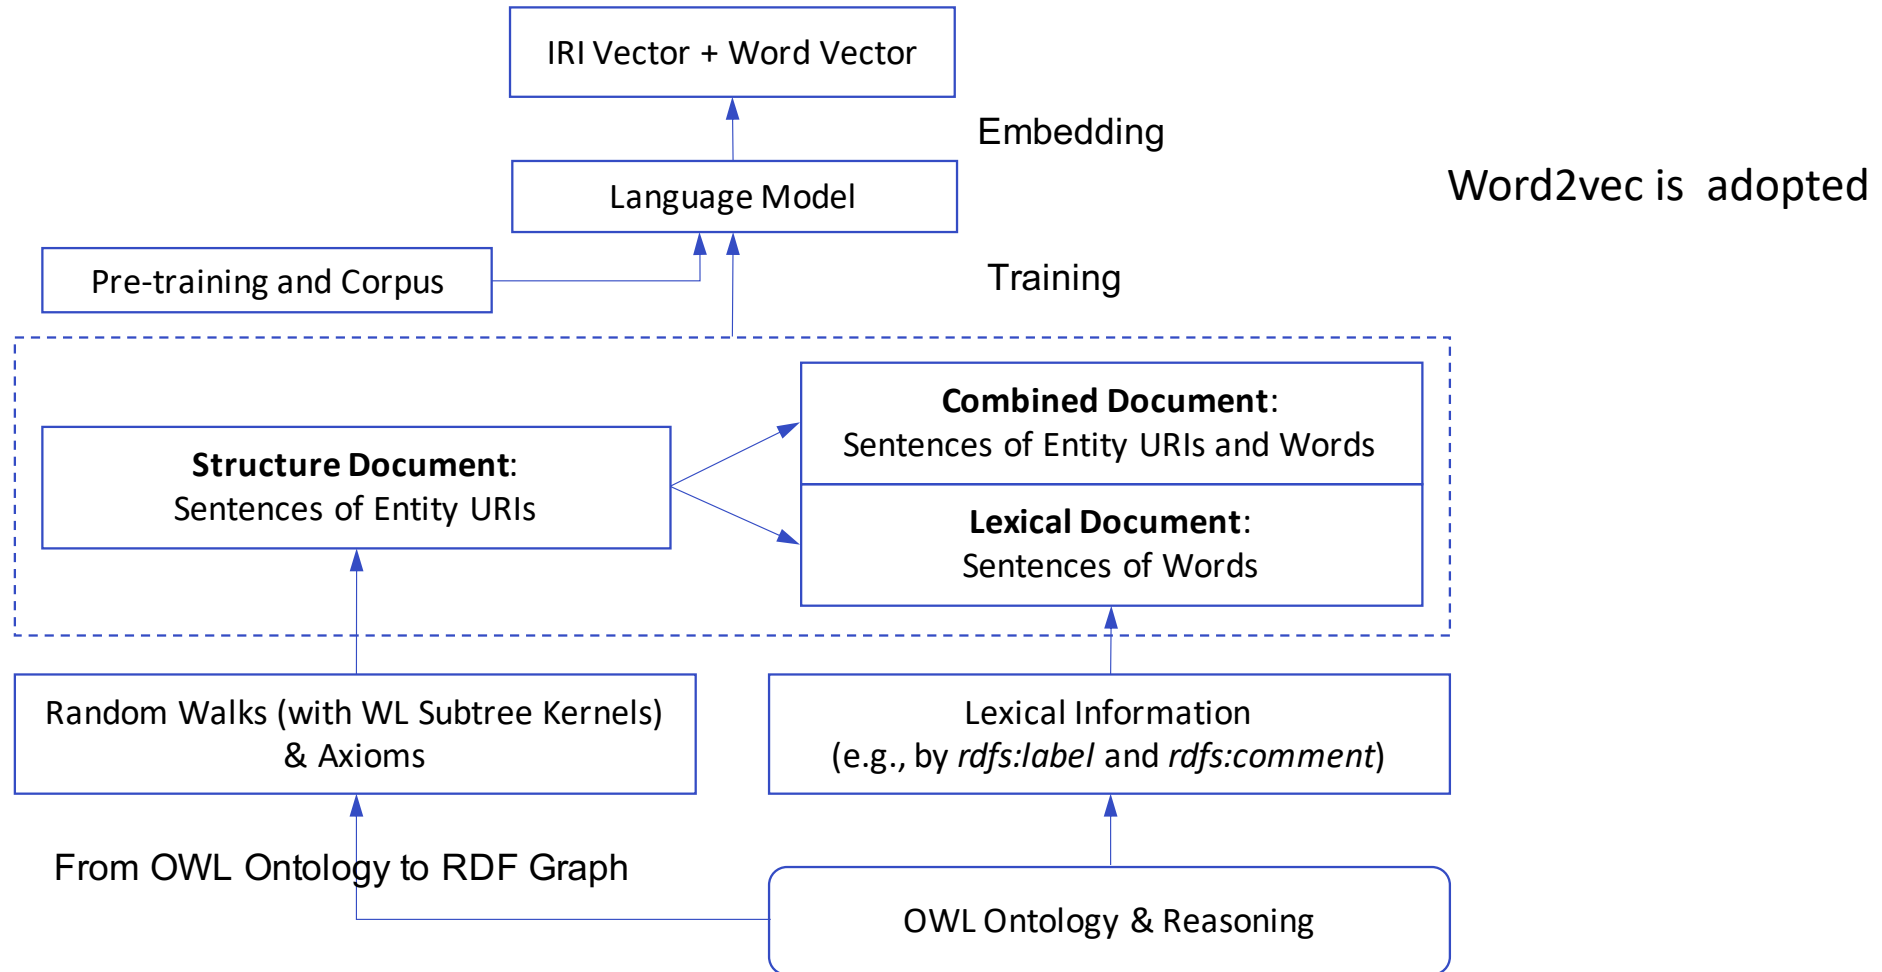 IRI Vector + Word Vector
Embedding
Language Model
Word2vec is adopted
Pre-training and Corpus
Training
Combined Document:
Sentences of Entity URIs and Words
Structure Document:
Sentences of Entity URIs
Lexical Document:
Sentences of Words
Random Walks (with WL Subtree Kernels)
& Axioms
Lexical Information
(e.g., by rdfs:label and rdfs:comment)
From OWL Ontology to RDF Graph
OWL Ontology & Reasoning